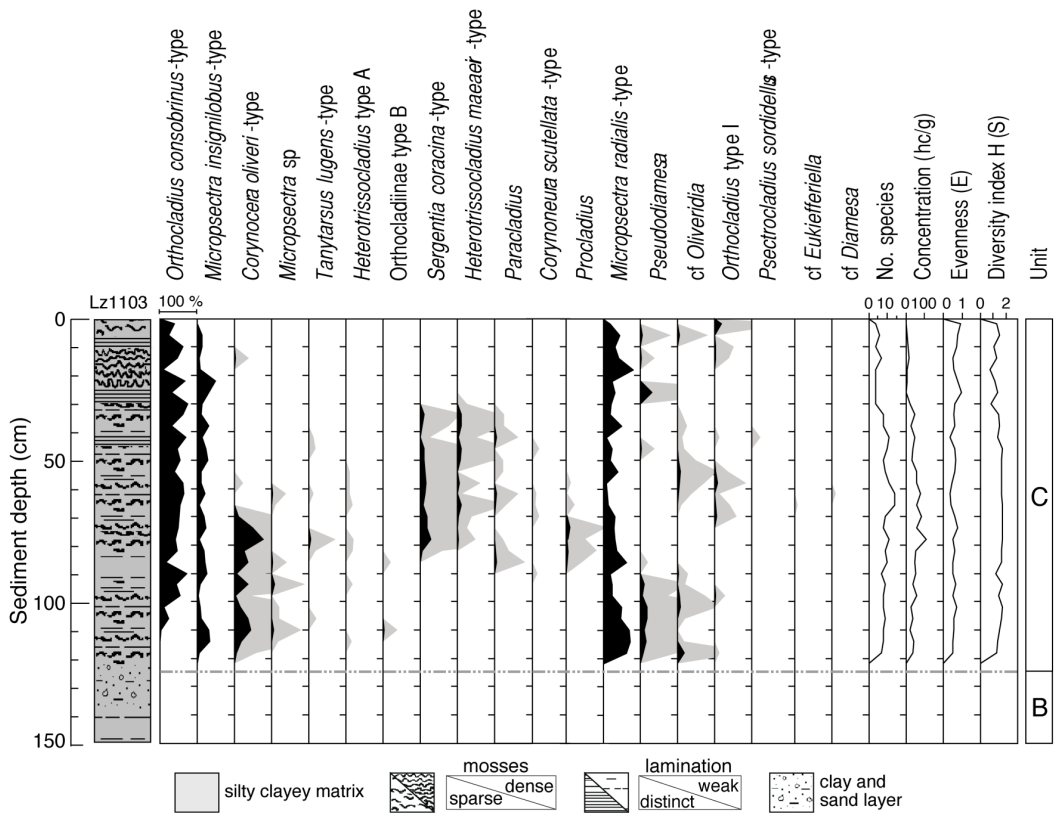 Orthocladius consobrinus-type
Micropsectra insignilobus-type
Corynocera oliveri -type
Micropsectra sp
Tanytarsus lugens-type
Heterotrissocladius type A
Orthocladiinae type B
Sergentia coracina-type
Heterotrissocladius maeaeri -type
Paracladius
Corynoneura scutellata -type
Procladius
Micropsectra radialis-type
Pseudodiamesa
cf Oliveridia
Orthocladius type I
Psectrocladius sordidellus -type
cf Eukiefferiella
cf Diamesa
No. species
Concentration (hc/g)
Evenness (E)
Diversity index H (S)
Unit
Lz1103
100 %
0 10
0 100
0 1
0 2
Sediment depth (cm)
0
50
100
150
C
B
silty clayey matrix
mosses
dense
sparse
lamination
weak
distinct
clay and
sand layer